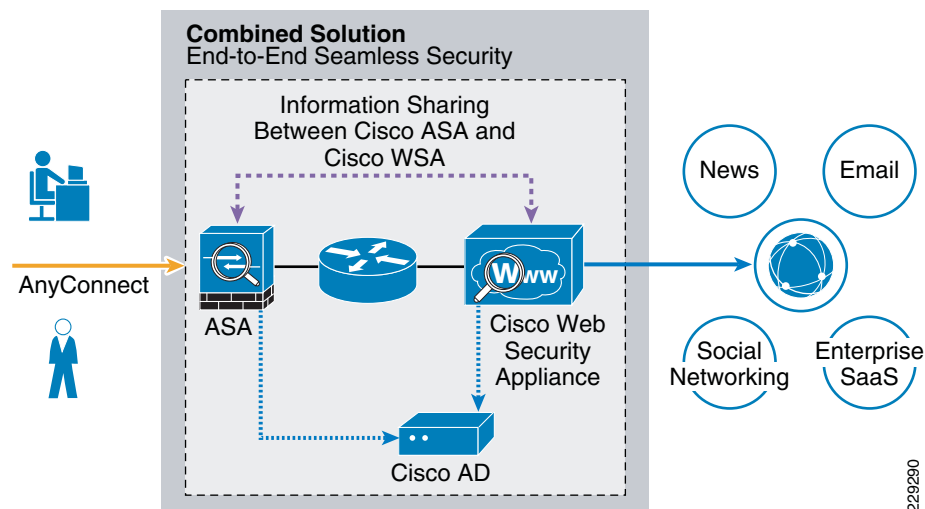 Combined Solution
End-to-End Seamless Security
Information Sharing
Between Cisco ASA and
Cisco WSA
News
Email
AnyConnect
ASA
Www
Cisco Web
Security
Appliance
Social
Networking
Enterprise
SaaS
Cisco AD
229290